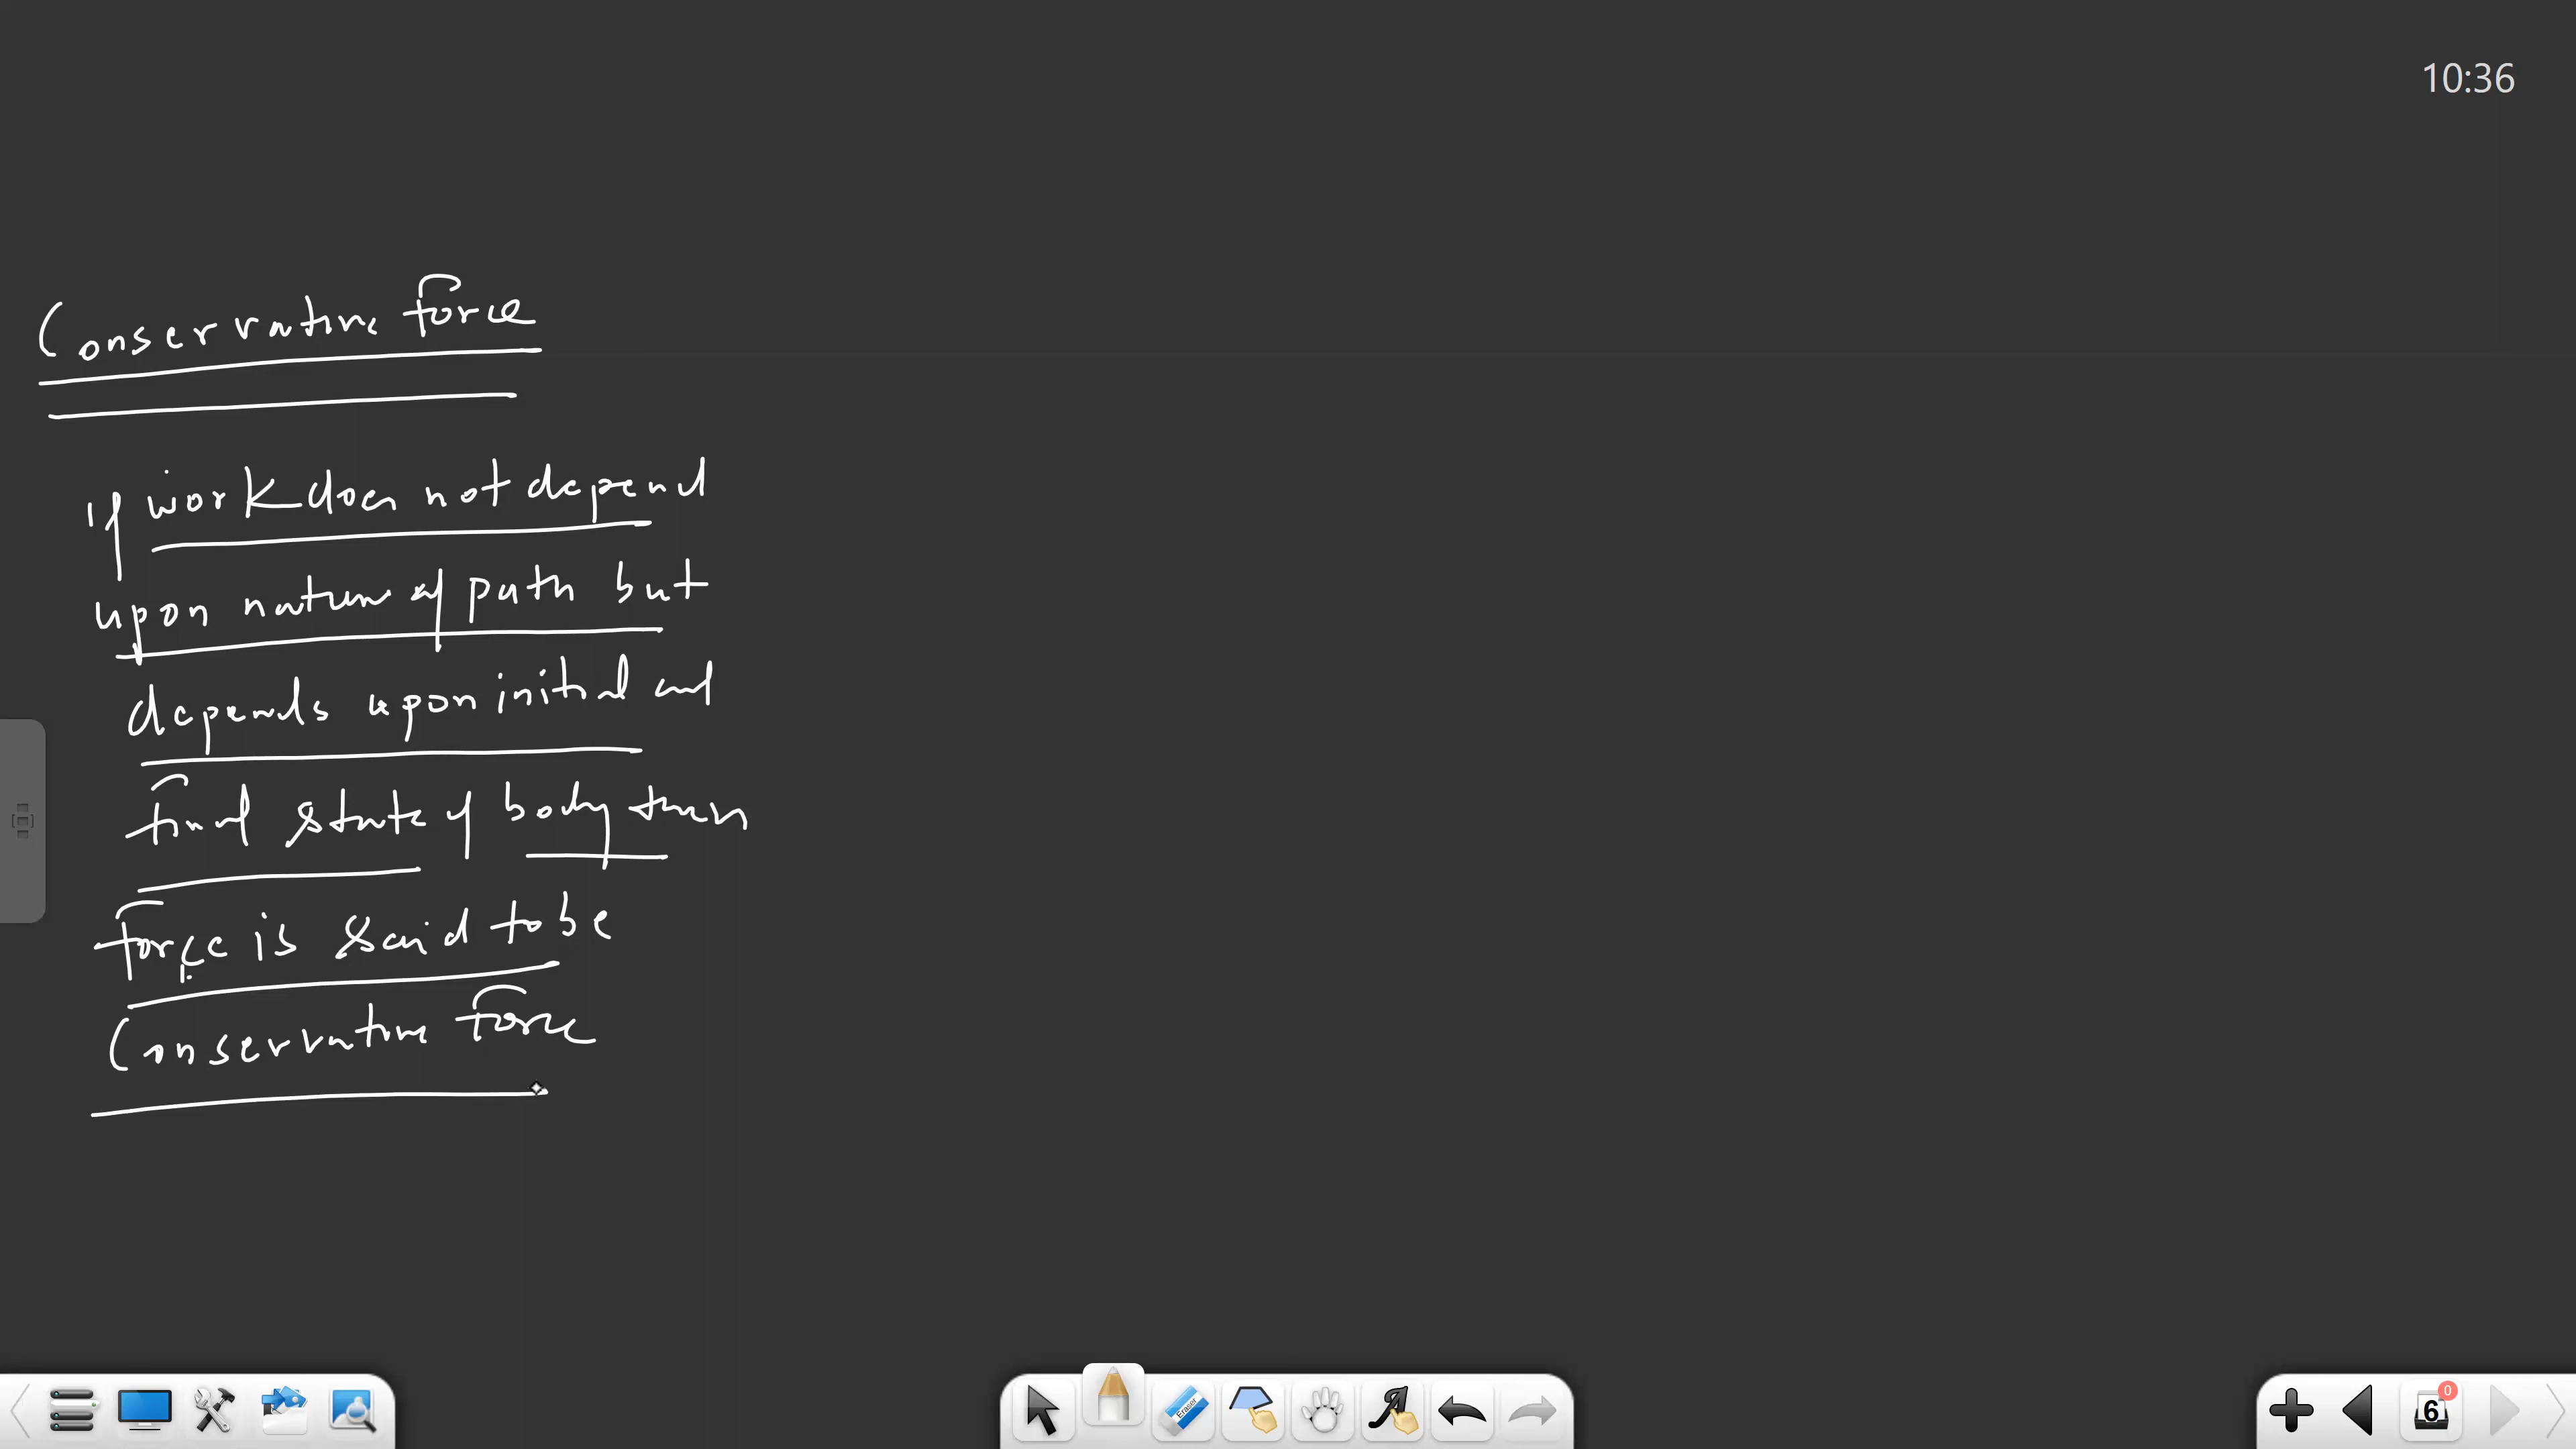 10:36
Conservative force
If work does not depend
upon nature of path but
depends upon initial and
final state of body then
force is said to be
Conservative force
Eraser
0
6